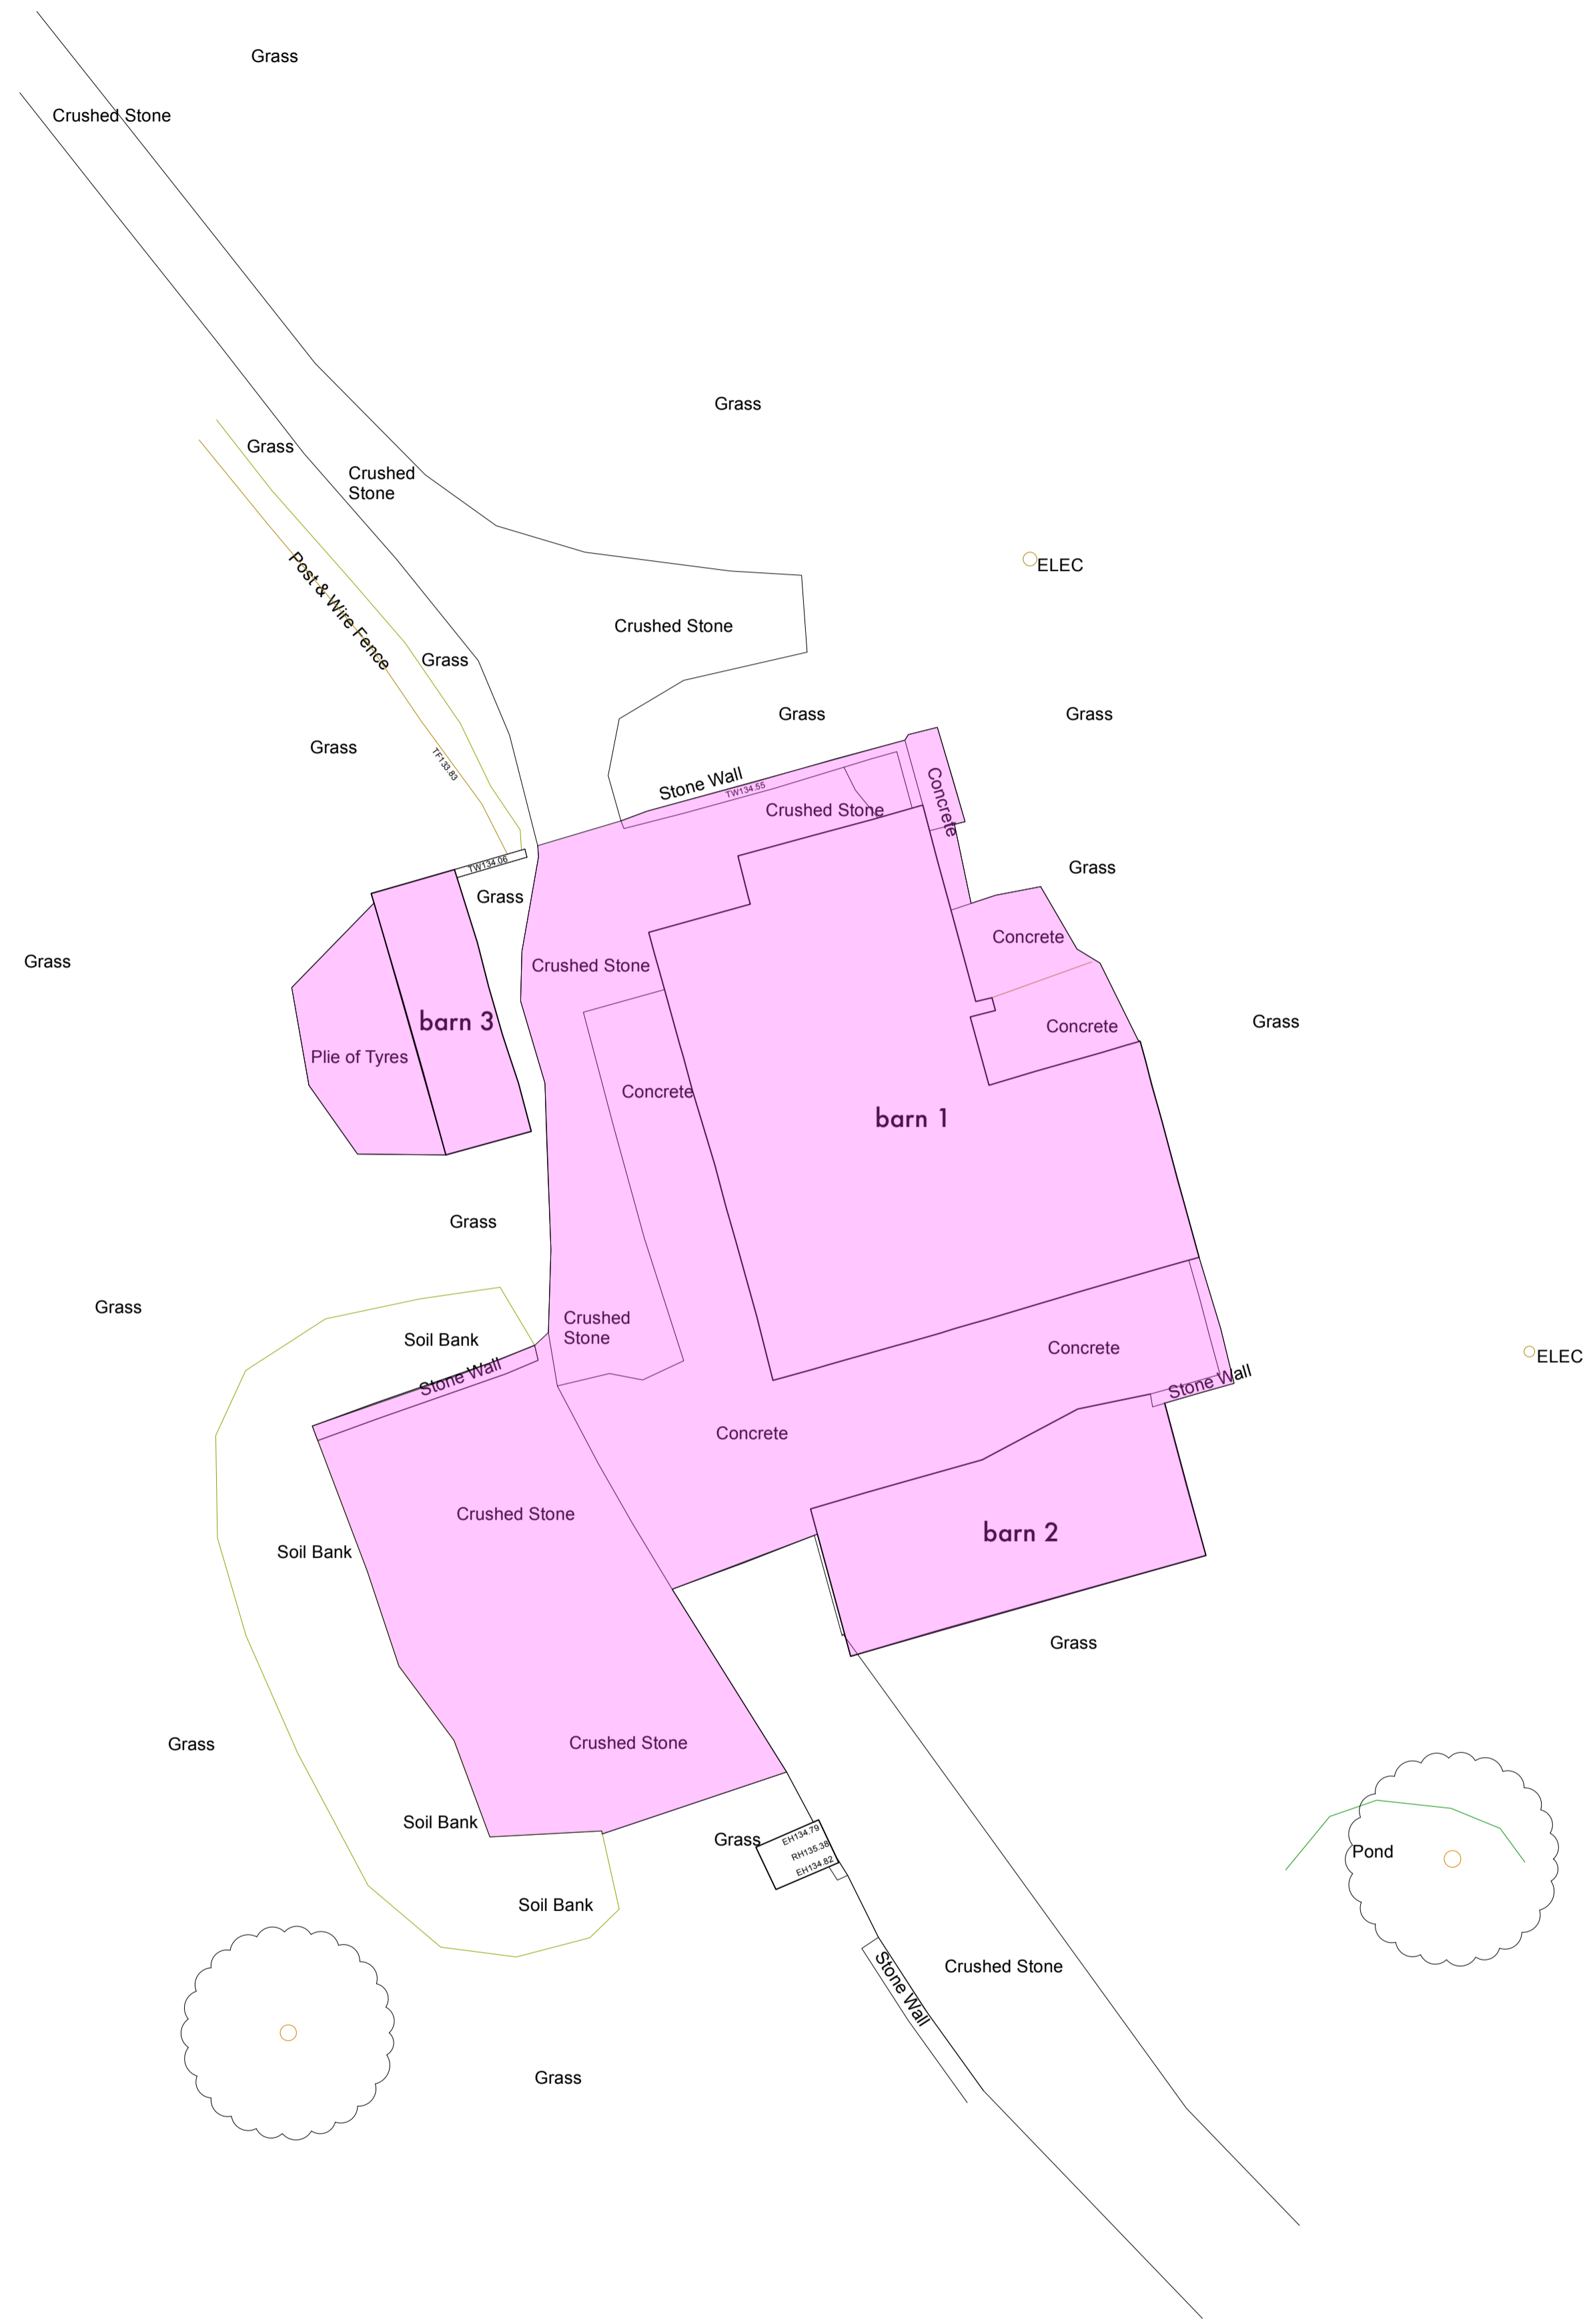 Grass
Crushed Stone
Grass
Grass
Crushed
Stone
ELEC
Post & Wire Fence
Crushed Stone
Grass
Grass
Grass
Grass
TF133.83
Stone Wall
TW134.55
Crushed Stone
Concrete
TW134.06
Grass
Grass
Concrete
Grass
Crushed Stone
barn 3
Grass
Concrete
Plie of Tyres
Concrete
barn 1
Grass
Grass
Crushed
Stone
Soil Bank
Concrete
ELEC
Stone Wall
Stone Wall
Concrete
Crushed Stone
barn 2
Soil Bank
Grass
Grass
Crushed Stone
Soil Bank
Grass
EH134.79
RH135.38
EH134.82
Pond
Soil Bank
Crushed Stone
Stone Wall
Grass